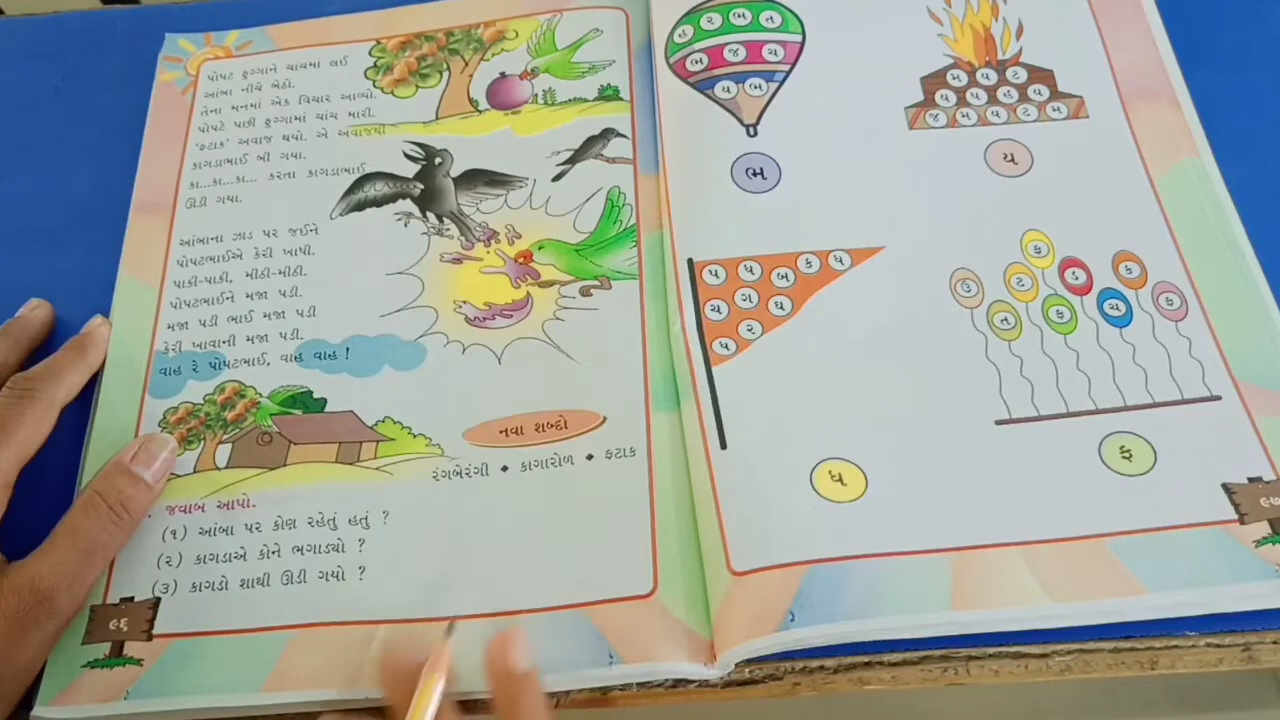 પોપટ ફુગ્ગાને ચાંચમાં લઈ
આંબા નીચે બેઠો.
તેના મનમાં એક વિચાર આવ્યો.
પોપટે પછી ફુગ્ગામાં ચાંચ મારી.
'ફટાક' અવાજ થયો. એ અવાજથી
કાગડાભાઈ બી ગયા.
કા...કા...કા... કરતા કાગડાભાઈ
ઊડી ગયા.
આંબાના ઝાડ પર જઈને
પોપટભાઈએ કેરી ખાધી.
પાકી-પાકી, મીઠી-મીઠી.
પોપટભાઈને મજા પડી.
મજા પડી ભાઈ મજા પડી
કેરી ખાવાની મજા પડી.
વાહ રે પોપટભાઈ, વાહ વાહ !
નવા શબ્દો
રંગબેરંગી ◆ કાગારોળ ◆ ફટાક
જવાબ આપો.
(૧) આંબા પર કોણ રહેતું હતું ?
(૨) કાગડાએ કોને ભગાડ્યો ?
(૩) કાગડો શાથી ઊડી ગયો ?
૯૬
હ ર ભ ત
ભ જ ચ
ય ભ
ભ
મ ય ટ
ય પ હ ય
જ મ ય ટ મ
ય
પ ધ બ ક ધ
ચ ગ ઘ
ધ ર
ધ
ઉ ટ ફ ડ ક
ત ફ ચ ફ
ફ
૯૭